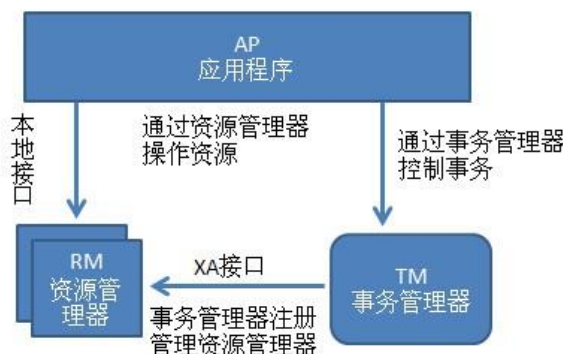 AP
应用程序
本地接口
通过资源管理器
操作资源
通过事务管理器
控制事务
RM
资源管
理器
XA接口
TM
事务管理器
事务管理器注册
管理资源管理器